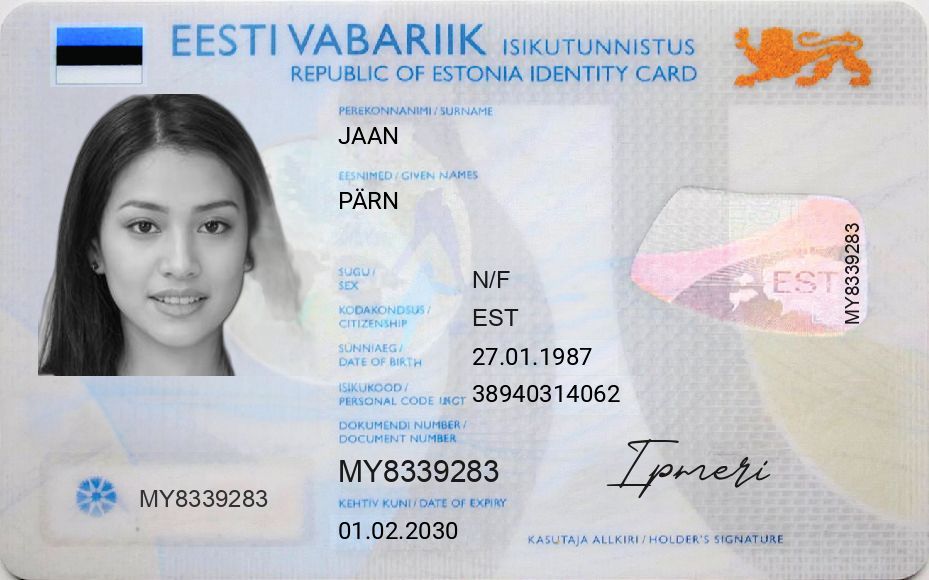 EESTI VABARIIK ISIKUTUNNISTUS
REPUBLIC OF ESTONIA IDENTITY CARD
PEREKONNANIMI / SURNAME
JAAN
EESNIMED / GIVEN NAMES
PÄRN
SUGU /
SEX
N/F
KODAKONDSUS /
CITIZENSHIP
EST
SÜNNIAEG /
DATE OF BIRTH
27.01.1987
ISIKUKOOD /
PERSONAL CODE
38940314062
DOKUMENDI NUMBER /
DOCUMENT NUMBER
MY8339283
KEHTIV KUNI / DATE OF EXPIRY
01.02.2030
MY8339283
EST
MY8339283
Ipmeri
KASUTAJA ALLKIRI / HOLDER'S SIGNATURE